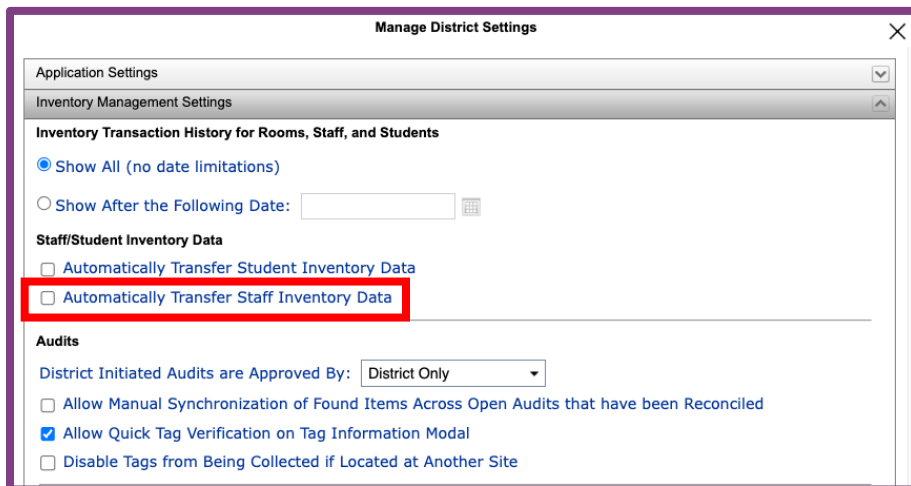 Manage District Settings
Application Settings
Inventory Management Settings
Inventory Transaction History for Rooms, Staff, and Students
Show All (no date limitations)
Show After the Following Date:
Staff/Student Inventory Data
Automatically Transfer Student Inventory Data
Automatically Transfer Staff Inventory Data
Audits
District Initiated Audits are Approved By: District Only
Allow Manual Synchronization of Found Items Across Open Audits that have been Reconciled
Allow Quick Tag Verification on Tag Information Modal
Disable Tags from Being Collected if Located at Another Site